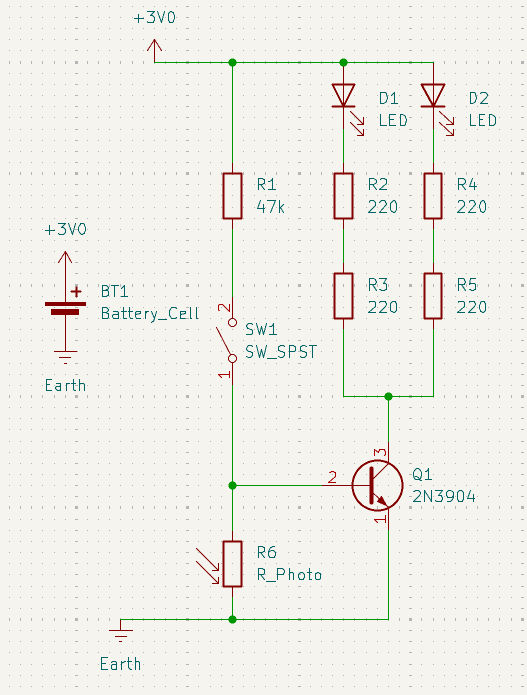 +3V0
D1
LED
D2
LED
R1
47k
R2
220
R4
220
+3V0
BT1
Battery_Cell
Earth
R3
220
R5
220
2
SW1
SW_SPST
1
3
2
Q1
2N3904
1
R6
R_Photo
Earth